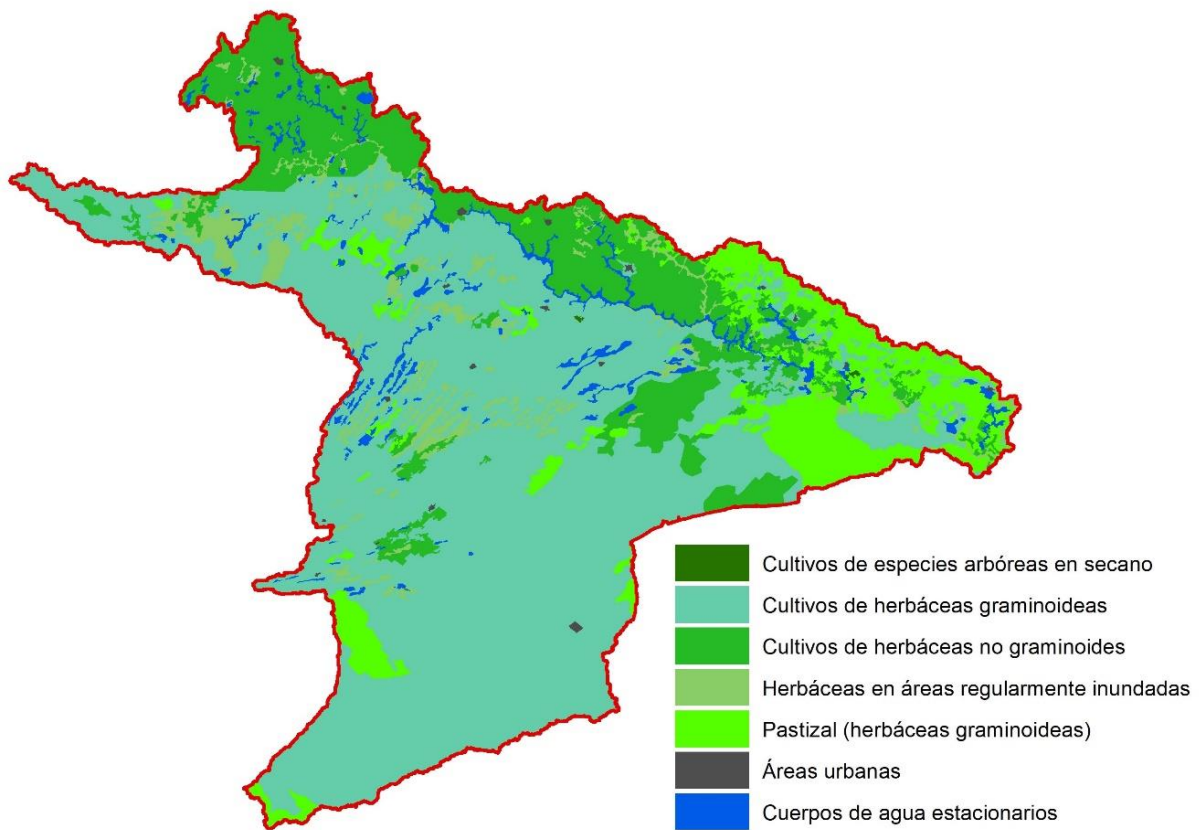 Cultivos de especies arbóreas en secano
Cultivos de herbáceas graminoideas
Cultivos de herbáceas no graminoides
Herbáceas en áreas regularmente inundadas
Pastizal (herbáceas graminoideas)
Áreas urbanas
Cuerpos de agua estacionarios